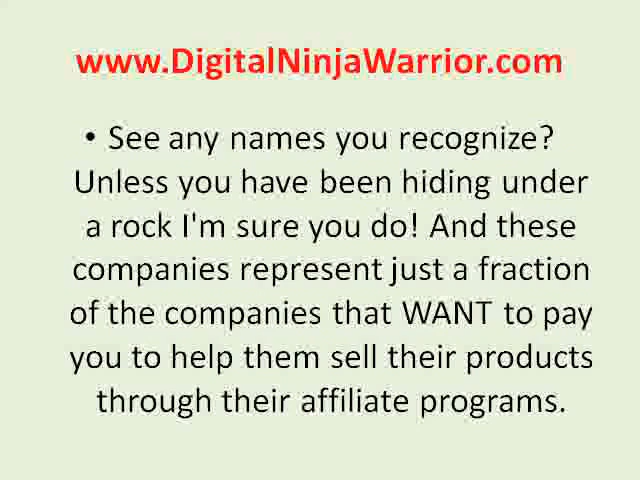 www.DigitalNinjaWarrior.com
• See any names you recognize?
Unless you have been hiding under
a rock I'm sure you do! And these
companies represent just a fraction
of the companies that WANT to pay
you to help them sell their products
through their affiliate programs.